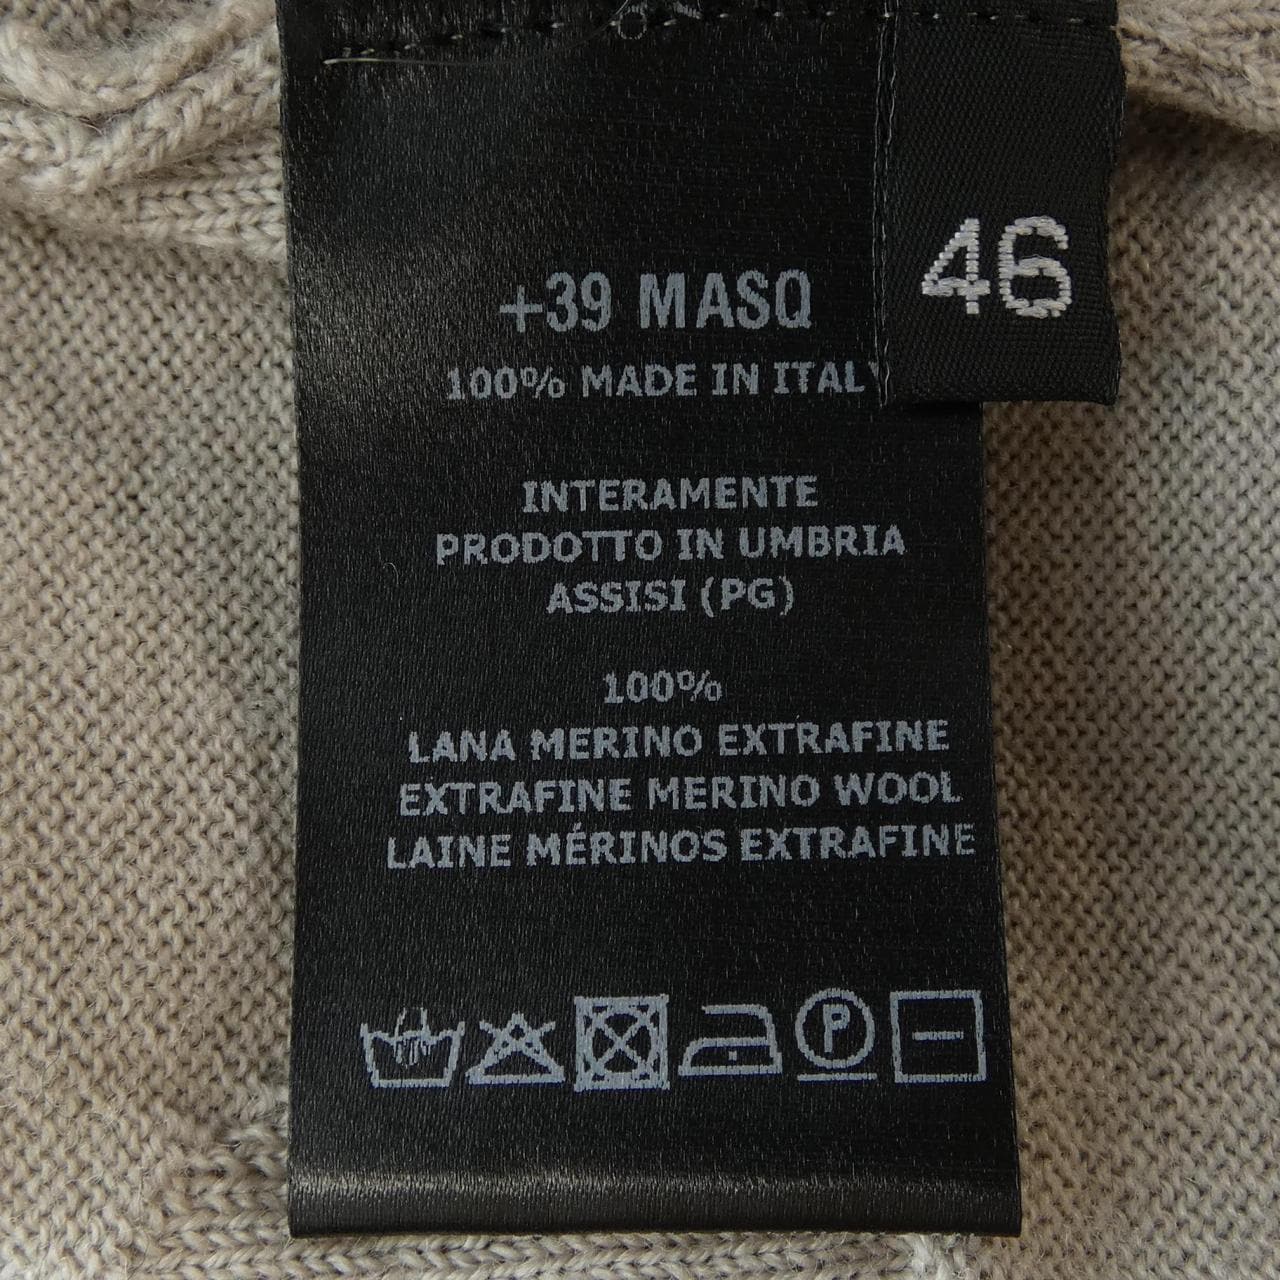 46
+39 MASQ
100% MADE IN ITALY
INTERAMENTE
PRODOTTO IN UMBRIA
ASSISI (PG)
100%
LANA MERINO EXTRAFINE
EXTRAFINE MERINO WOOL
LAINE MÉRINOS EXTRAFINE
P